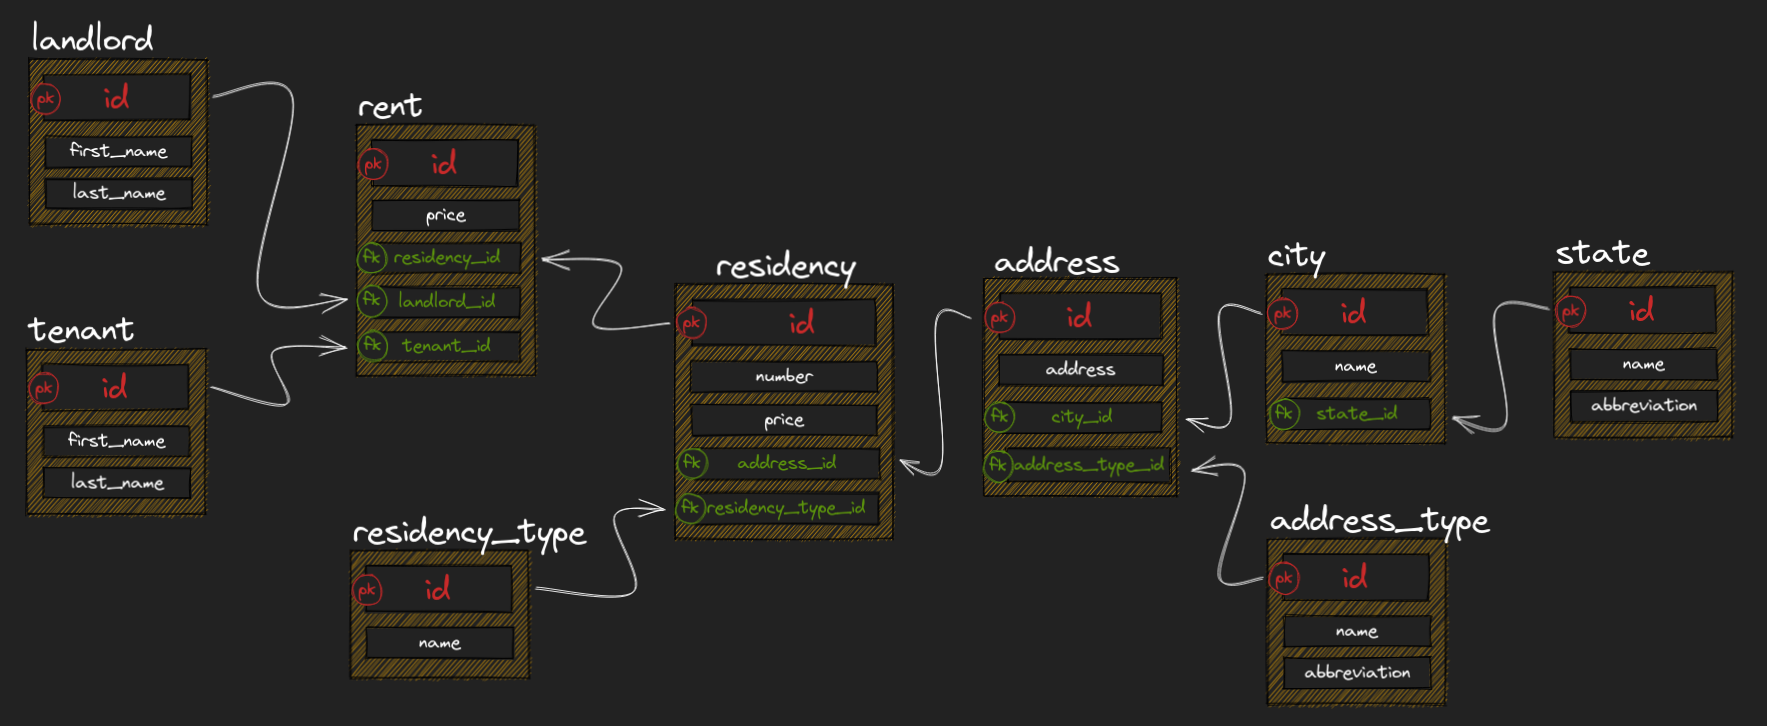 landlord
pk id
first_name
last_name
tenant
pk id
first_name
last_name
rent
pk id
price
fk residency_id
fk landlord_id
fk tenant_id
residency_type
pk id
name
residency
pk id
number
price
fk address_id
fk residency_type_id
address
pk id
address
fk city_id
fk address_type_id
city
pk id
name
fk state_id
address_type
pk id
name
abbreviation
state
pk id
name
abbreviation